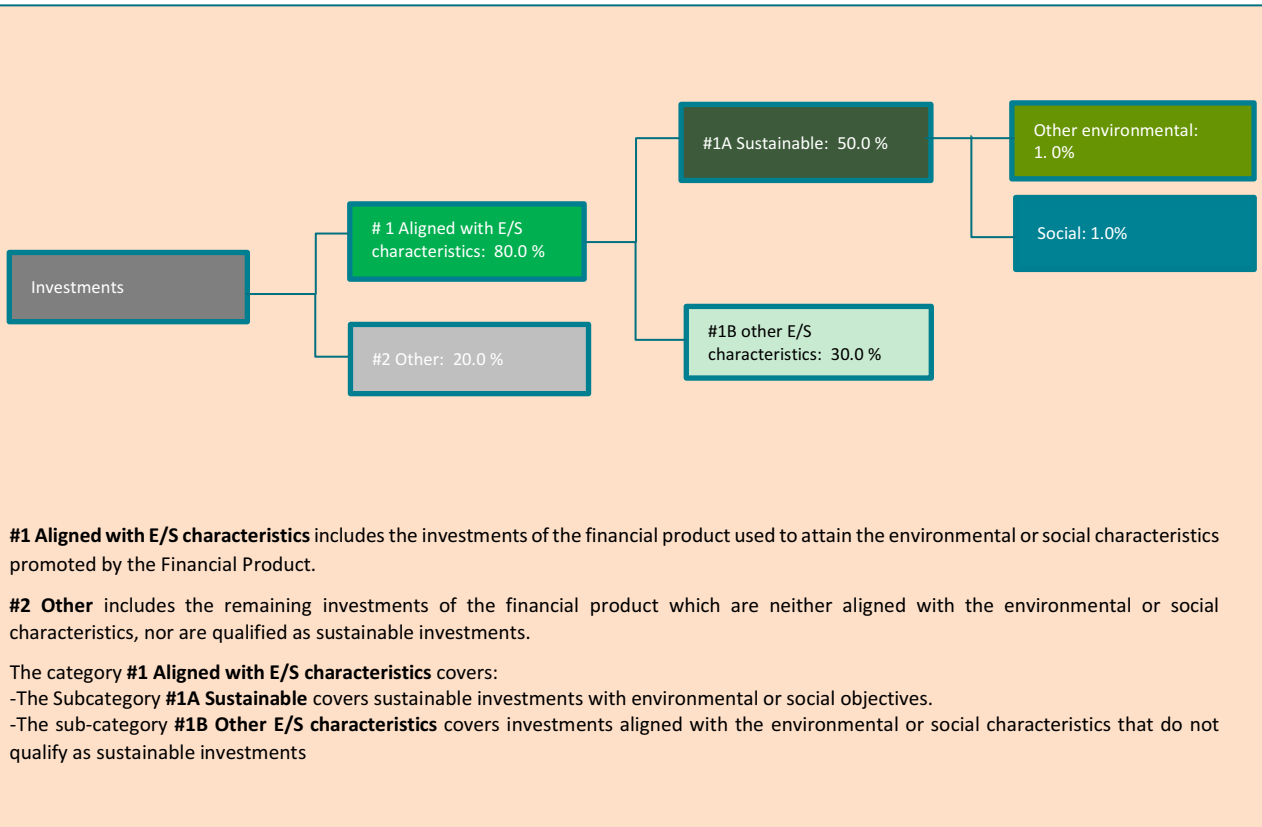 Investments
# 1 Aligned with E/S
characteristics:  80.0 %
#2 Other:  20.0 %
#1A Sustainable:  50.0 %
#1B other E/S
characteristics:  30.0 %
Other environmental:
1. 0%
Social: 1.0%
#1 Aligned with E/S characteristics includes the investments of the financial product used to attain the environmental or social characteristics
promoted by the Financial Product.
#2 Other includes the remaining investments of the financial product which are neither aligned with the environmental or social
characteristics, nor are qualified as sustainable investments.
The category #1 Aligned with E/S characteristics covers:
-The Subcategory #1A Sustainable covers sustainable investments with environmental or social objectives.
-The sub-category #1B Other E/S characteristics covers investments aligned with the environmental or social characteristics that do not
qualify as sustainable investments